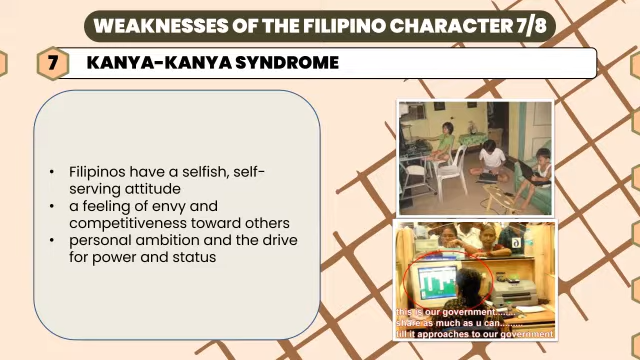 WEAKNESSES OF THE FILIPINO CHARACTER 7/8
7 KANYA-KANYA SYNDROME
• Filipinos have a selfish, self-
serving attitude
• a feeling of envy and
competitiveness toward others
• personal ambition and the drive
for power and status
this is our government.......
share as much as u can........
till it approaches to our government